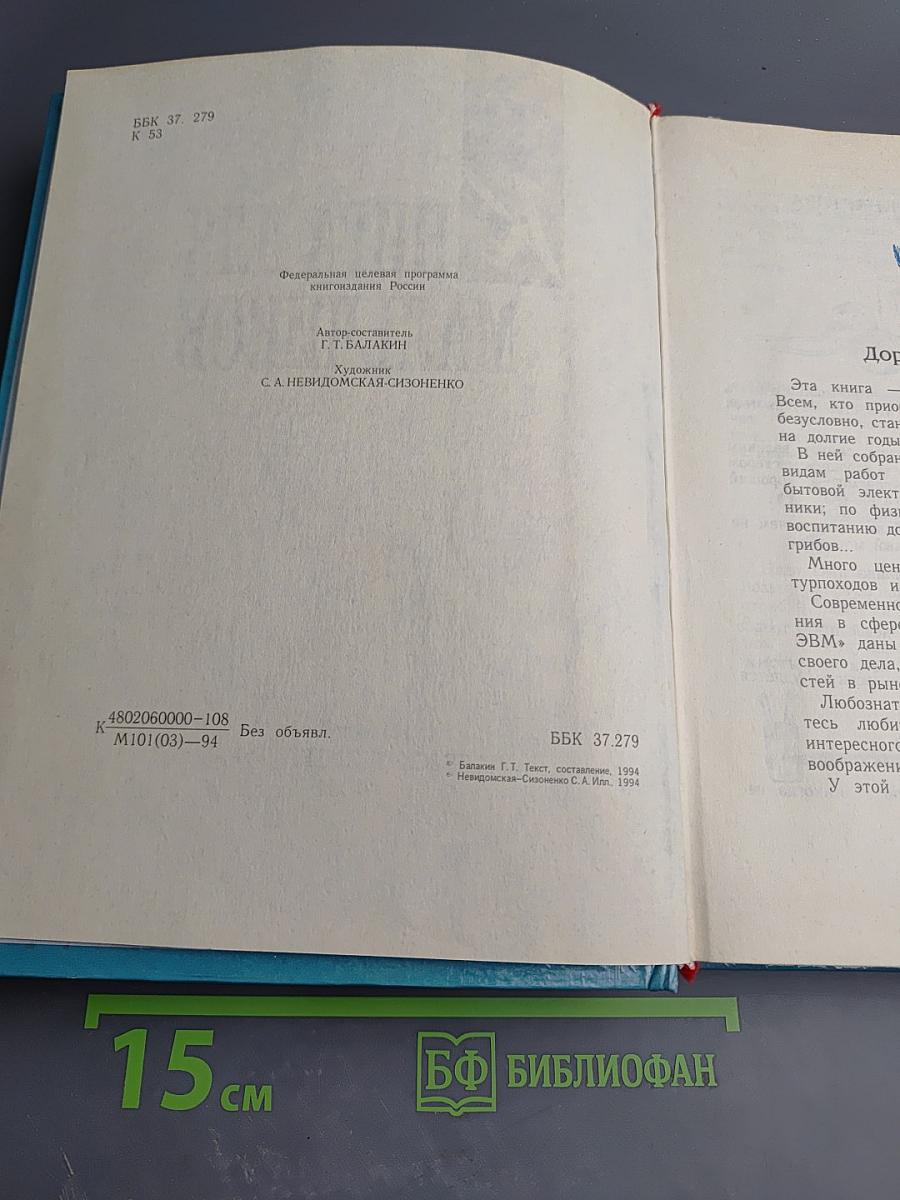 ББК 37. 279
К 53
Федеральная целевая программа
книгоиздания России
Автор-составитель
Г. Т. БАЛАКИН
Художник
С. А. НЕВИДОМСКАЯ-СИЗОНЕНКО
К 4802060000–108
М101(03)—94
Без объявл.
ББК 37.279
© Балакин Г. Т. Текст, составление, 1994
© Невидомская–Сизоненко С. А. Илл., 1994
Дор
Эта книга —
Всем, кто прио
безусловно, ста
на долгие годы
В ней собран
видам работ
бытовой элект
ники; по физи
воспитанию до
грибов...
Много цен
турпоходов и
Современно
ния в сфере
ЭВМ» даны
своего дела,
стей в рын
Любознат
тесь люби
интересного
воображени
У этой
15 см
БФ БИБЛИОФАН